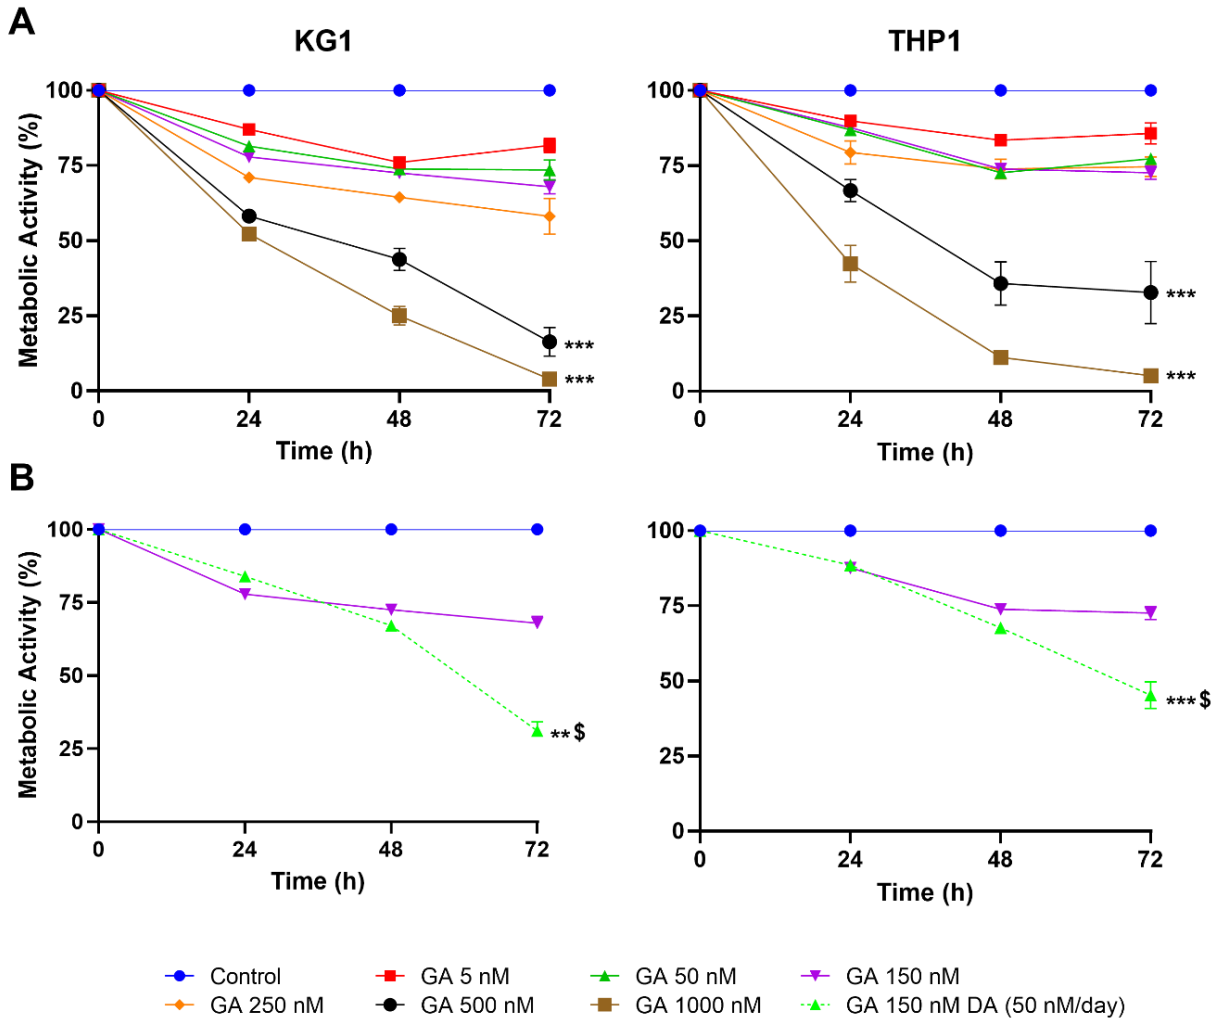 A
KG1
THP1
Metabolic Activity (%)
100
75
50
25
0
0 24 48 72
Time (h)
***
***
100
75
50
25
0
0 24 48 72
Time (h)
***
***
B
Metabolic Activity (%)
100
75
50
25
0
0 24 48 72
Time (h)
**$
100
75
50
25
0
0 24 48 72
Time (h)
***$
Control GA 5 nM GA 50 nM GA 150 nM
GA 250 nM GA 500 nM GA 1000 nM GA 150 nM DA (50 nM/day)